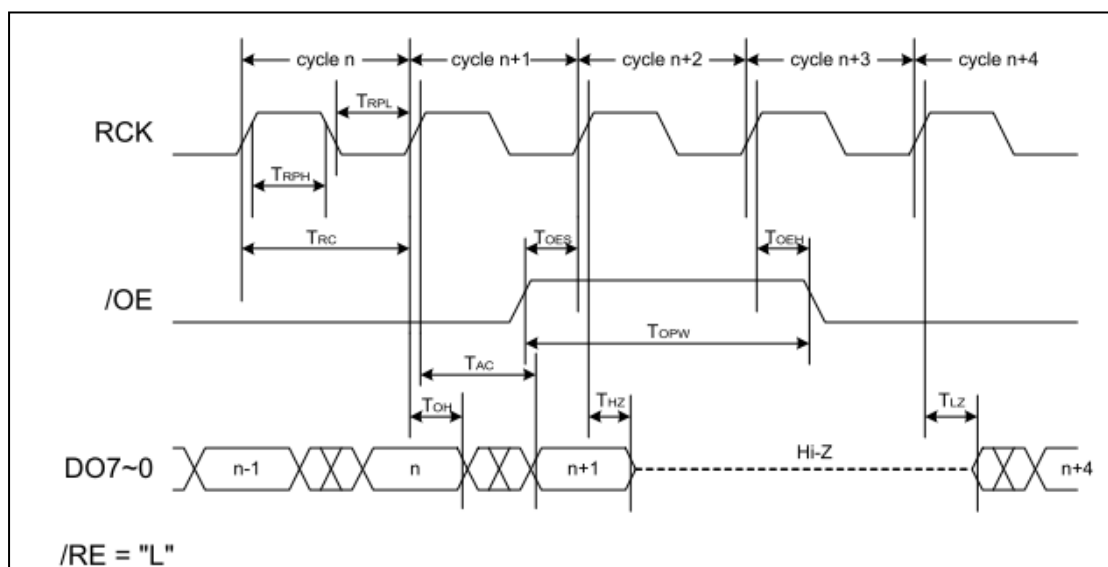 cycle n
cycle n+1
cycle n+2
cycle n+3
cycle n+4
TRPL
RCK
TRPH
TRC
TOES
TOEH
/OE
TOPW
TAC
TOH
THZ
TLZ
DO7~0
n-1
n
n+1
Hi-Z
n+4
/RE = "L"